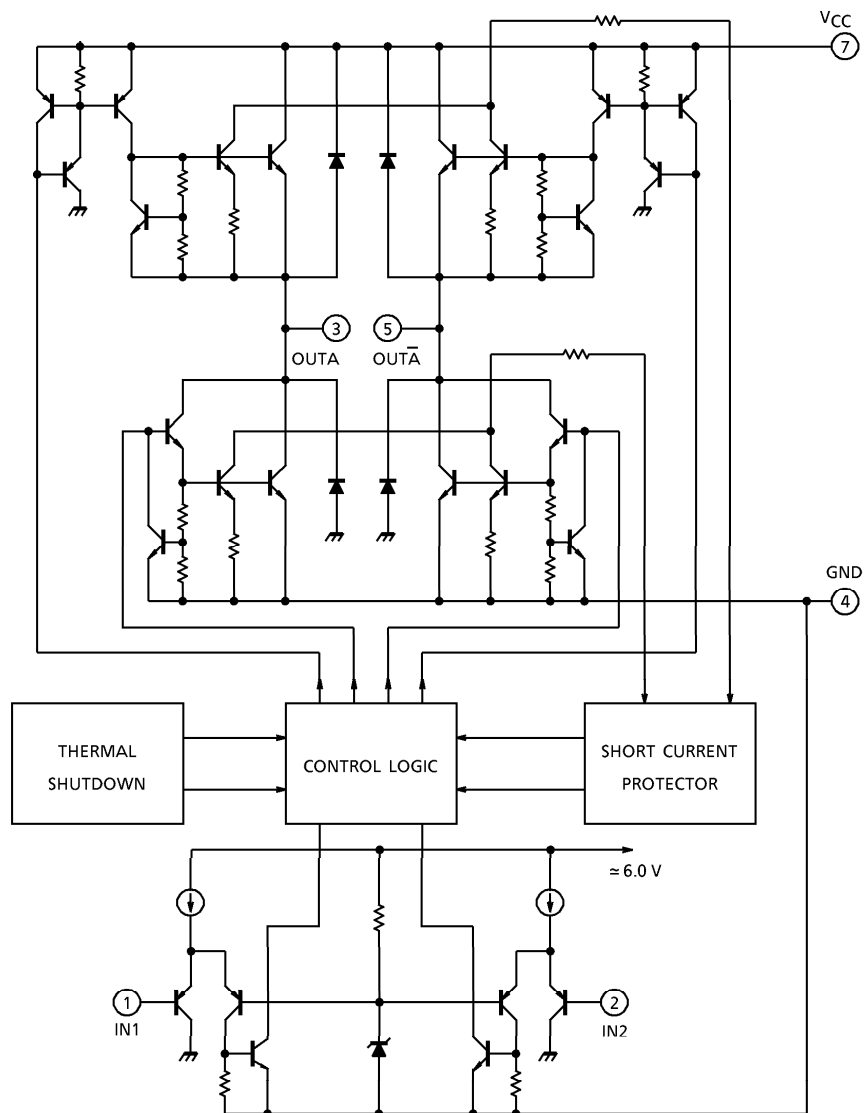 VCC
7
3
5
OUTA
OUTA̅
GND
4
THERMAL
SHUTDOWN
CONTROL LOGIC
SHORT CURRENT
PROTECTOR
≃6.0 V
1
IN1
2
IN2